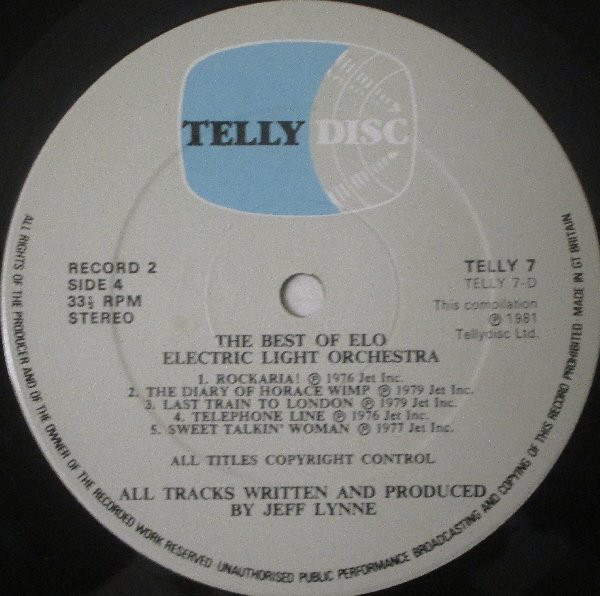 TELLY DISC
RECORD 2
SIDE 4
33⅓ RPM
STEREO
TELLY 7
TELLY 7-D
This compilation
℗ 1981
Tellydisc Ltd.
THE BEST OF ELO
ELECTRIC LIGHT ORCHESTRA
1. ROCKARIA! ℗ 1976 Jet Inc.
2. THE DIARY OF HORACE WIMP ℗ 1979 Jet Inc.
3. LAST TRAIN TO LONDON ℗ 1979 Jet Inc.
4. TELEPHONE LINE ℗ 1976 Jet Inc.
5. SWEET TALKIN' WOMAN ℗ 1977 Jet Inc.
ALL TITLES COPYRIGHT CONTROL
ALL TRACKS WRITTEN AND PRODUCED
BY JEFF LYNNE
ALL RIGHTS OF THE PRODUCER AND OF THE OWNER OF THE RECORDED WORK RESERVED UNAUTHORISED PUBLIC PERFORMANCE BROADCASTING AND COPYING OF THIS RECORD PROHIBITED MADE IN GT BRITAIN